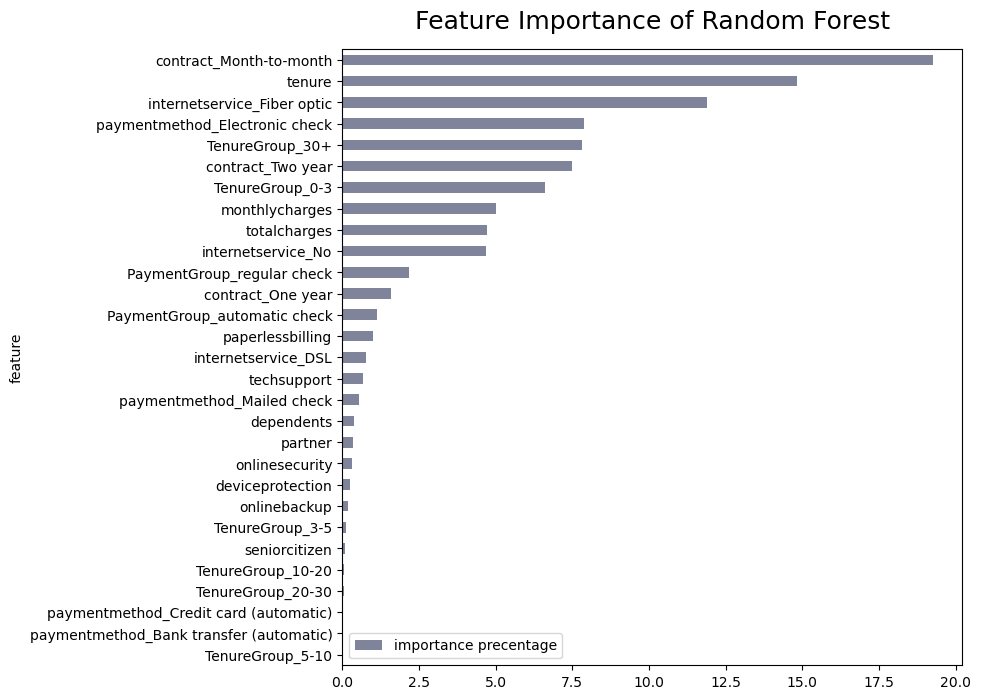 Feature Importance of Random Forest
contract_Month-to-month
tenure
internetservice_Fiber optic
paymentmethod_Electronic check
TenureGroup_30+
contract_Two year
TenureGroup_0-3
monthlycharges
totalcharges
internetservice_No
PaymentGroup_regular check
contract_One year
PaymentGroup_automatic check
paperlessbilling
internetservice_DSL
techsupport
paymentmethod_Mailed check
dependents
partner
onlinesecurity
deviceprotection
onlinebackup
TenureGroup_3-5
seniorcitizen
TenureGroup_10-20
TenureGroup_20-30
paymentmethod_Credit card (automatic)
paymentmethod_Bank transfer (automatic)
TenureGroup_5-10
feature
importance precentage
0.0 2.5 5.0 7.5 10.0 12.5 15.0 17.5 20.0